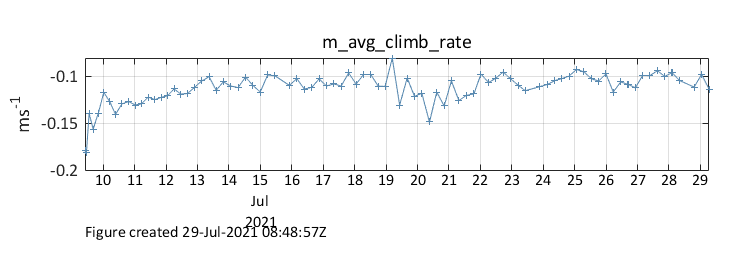 m_avg_climb_rate
ms-1
-0.1
-0.15
-0.2
10 11 12 13 14 15 16 17 18 19 20 21 22 23 24 25 26 27 28 29
Jul
2021
Figure created 29-Jul-2021 08:48:57Z